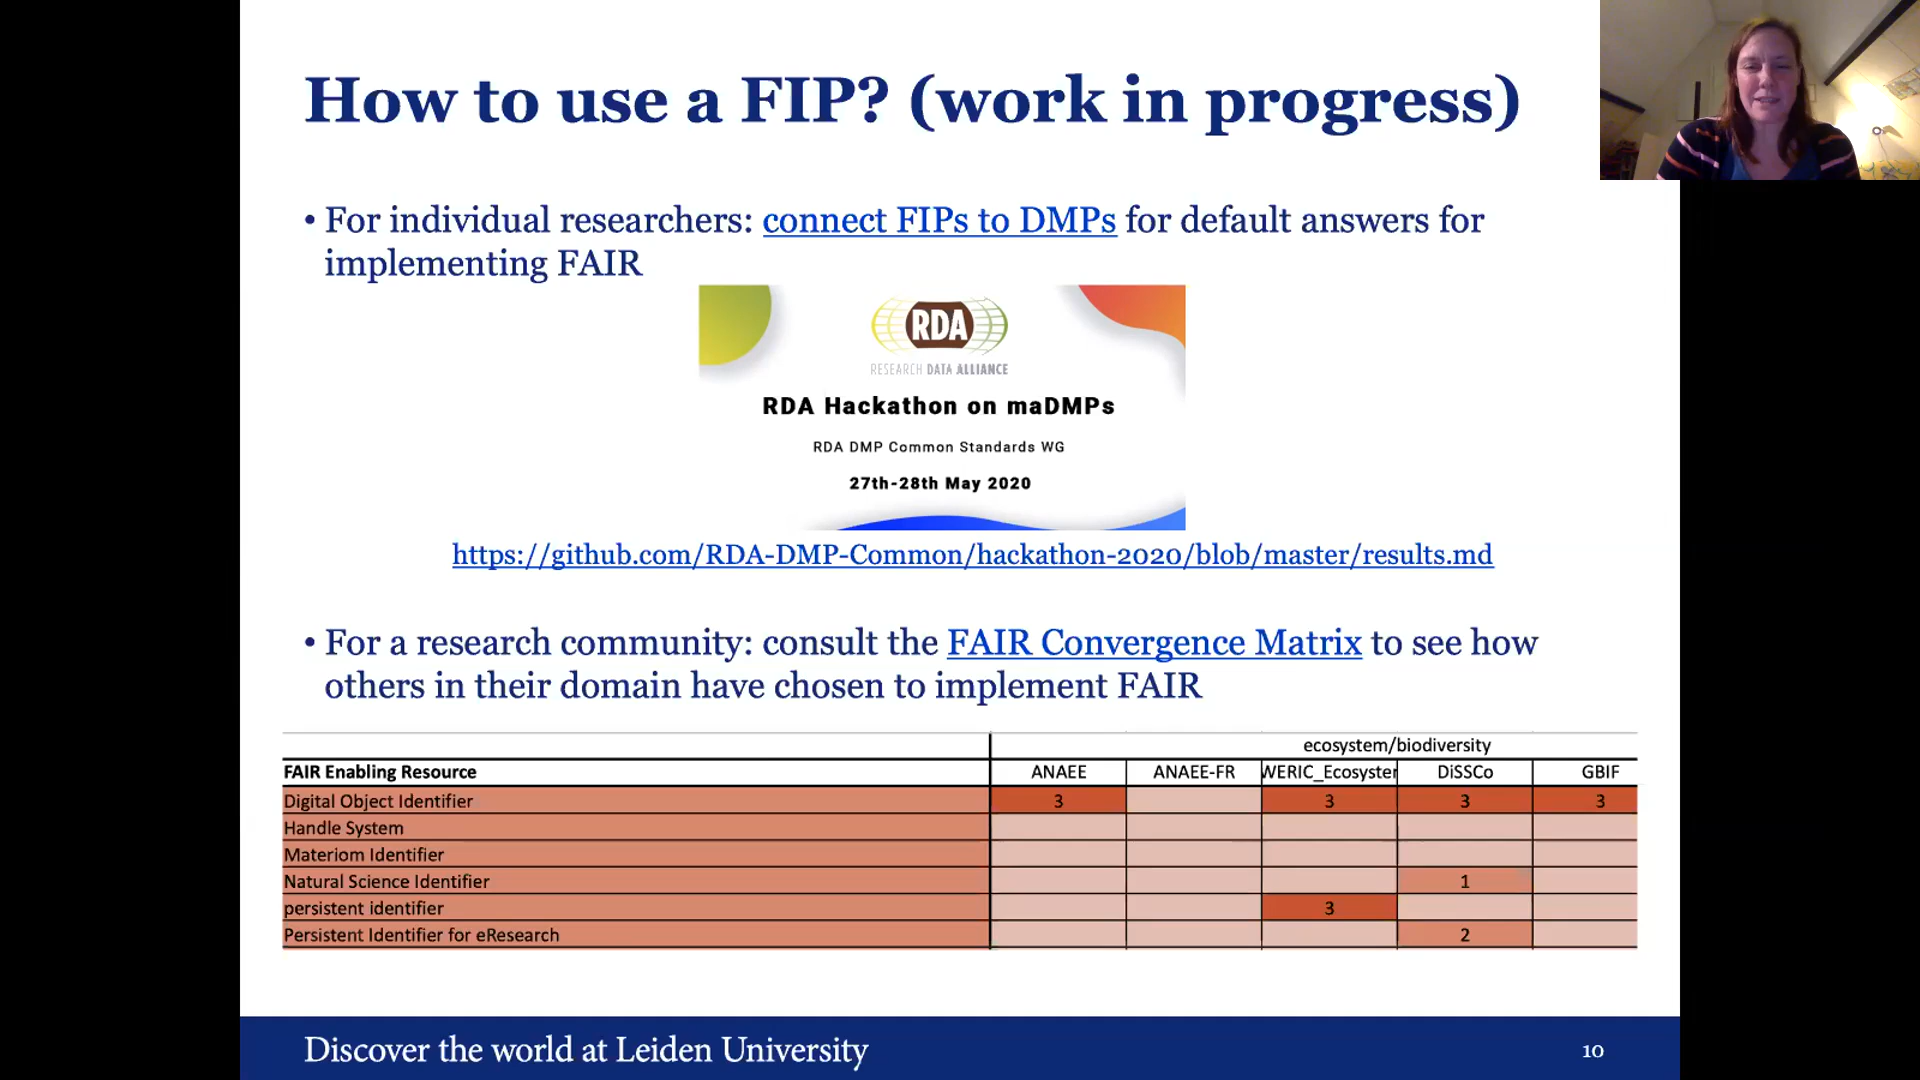 How to use a FIP? (work in progress)
• For individual researchers: connect FIPs to DMPs for default answers for
implementing FAIR
RDA
RESEARCH DATA ALLIANCE
RDA Hackathon on maDMPs
RDA DMP Common Standards WG
27th-28th May 2020
https://github.com/RDA-DMP-Common/hackathon-2020/blob/master/results.md
• For a research community: consult the FAIR Convergence Matrix to see how
others in their domain have chosen to implement FAIR
ecosystem/biodiversity
FAIR Enabling Resource ANAEE ANAEE-FR WERIC_Ecosyster DiSSCo GBIF
Digital Object Identifier 3 3 3 3
Handle System
Materiom Identifier
Natural Science Identifier 1
persistent identifier 3
Persistent Identifier for eResearch 2
Discover the world at Leiden University
10